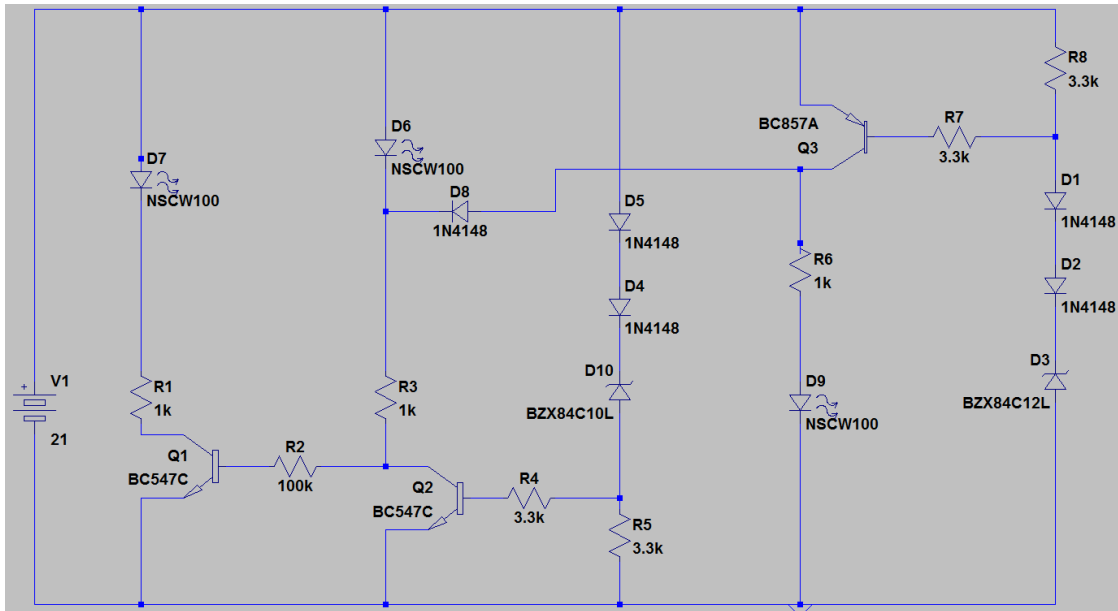 R8
3.3k
D7
NSCW100
D6
NSCW100
D8
1N4148
BC857A
Q3
R7
3.3k
D5
1N4148
D1
1N4148
D4
1N4148
R6
1k
D2
1N4148
+
V1
21
R1
1k
R3
1k
D10
BZX84C10L
D9
NSCW100
D3
BZX84C12L
Q1
BC547C
R2
100k
Q2
BC547C
R4
3.3k
R5
3.3k